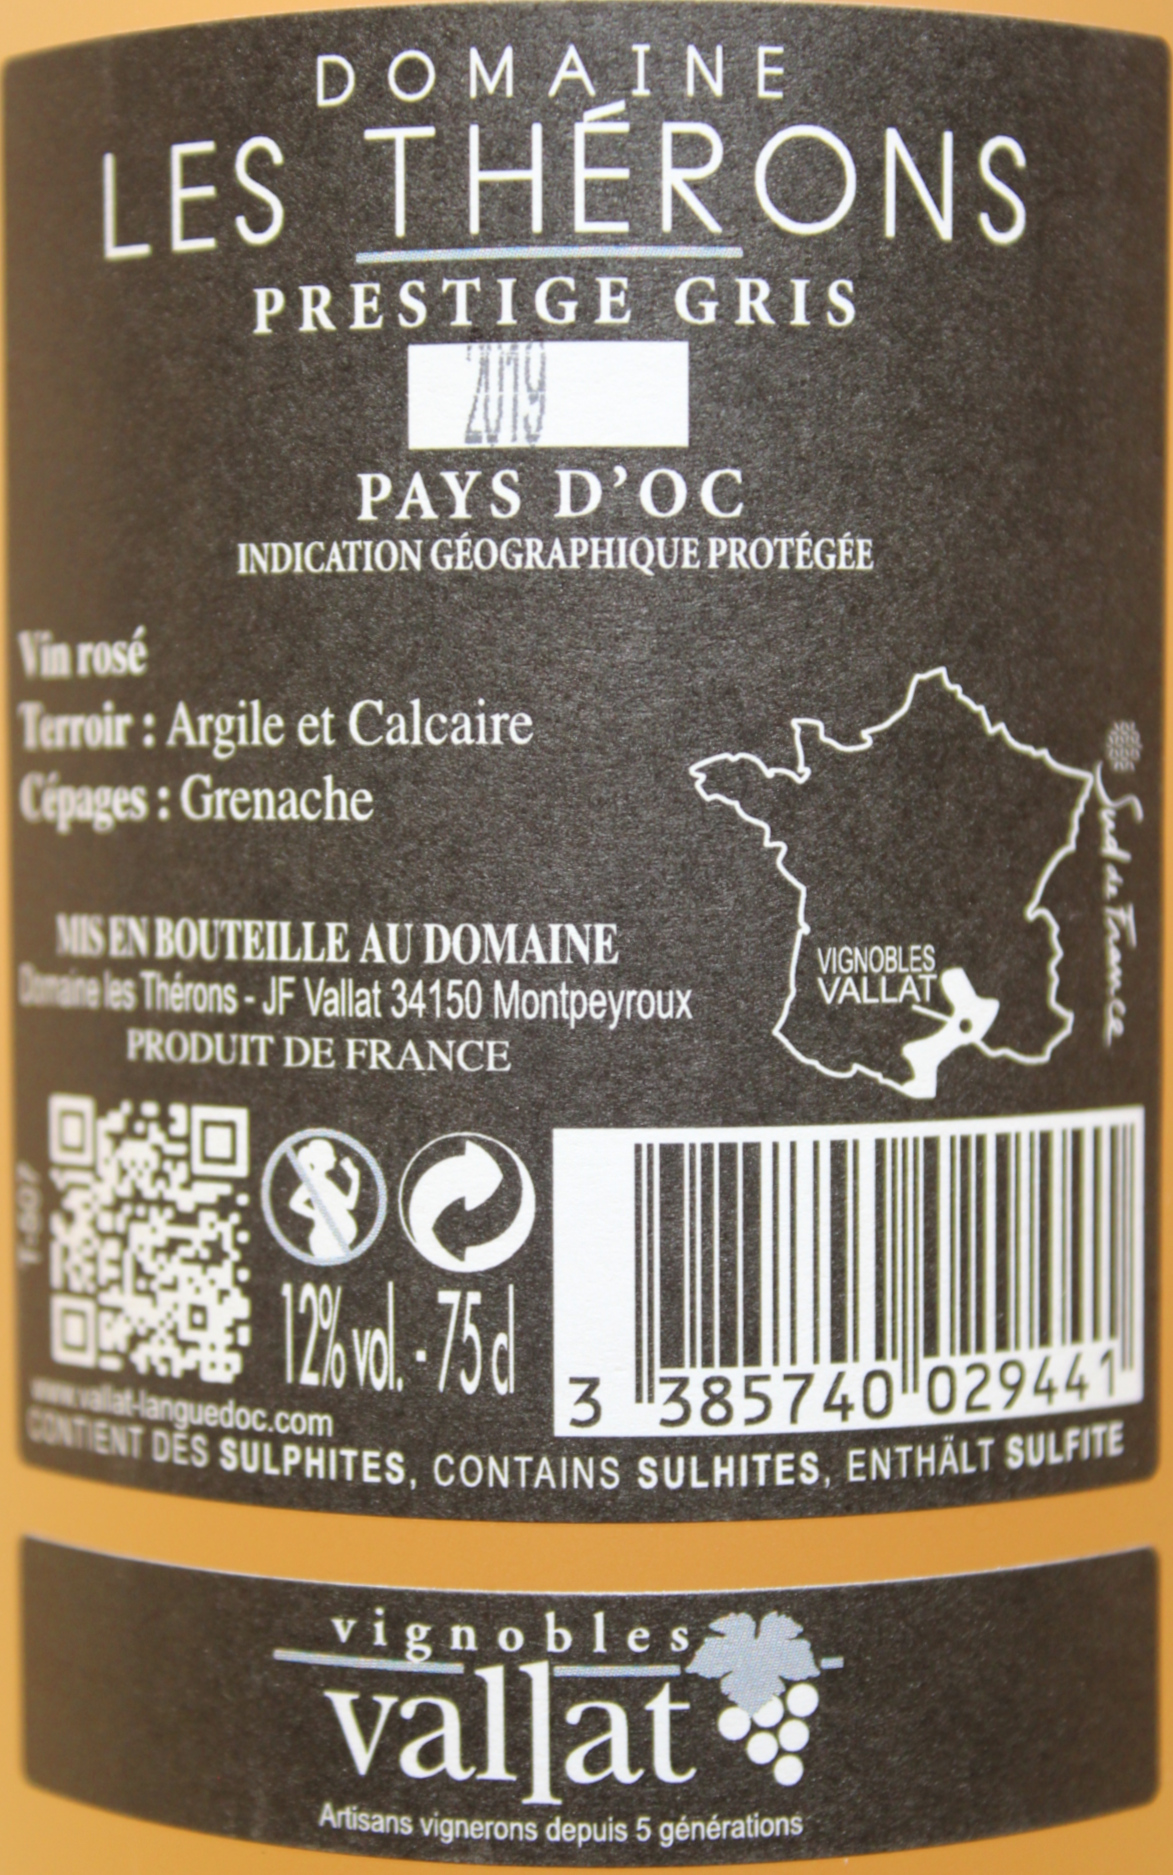 DOMAINE
LES THÉRONS
PRESTIGE GRIS
2019
PAYS D'OC
INDICATION GÉOGRAPHIQUE PROTÉGÉE
Vin rosé
Terroir : Argile et Calcaire
Cépages : Grenache
Sud de France
VIGNOBLES
VALLAT
MIS EN BOUTEILLE AU DOMAINE
Domaine les Thérons - JF Vallat 34150 Montpeyroux
PRODUIT DE FRANCE
12% vol. - 75 cl
3 385740 029441
www.vallat-languedoc.com
CONTIENT DES SULPHITES, CONTAINS SULHITES, ENTHÄLT SULFITE
vignobles
vallat
Artisans vignerons depuis 5 générations